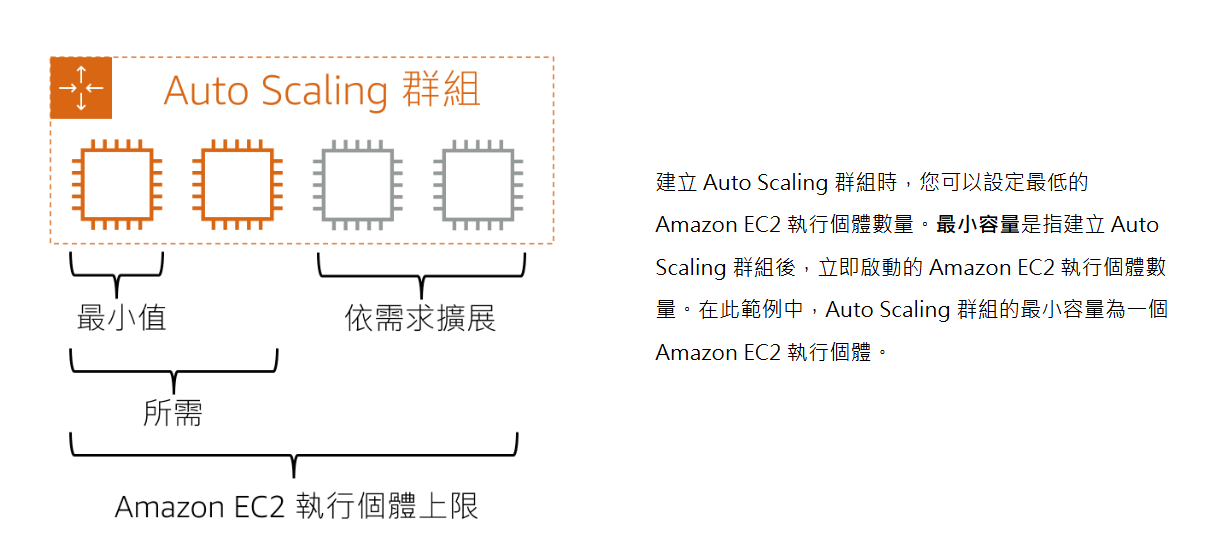 Auto Scaling 群組
最小值
依需求擴展
所需
Amazon EC2 執行個體上限
建立 Auto Scaling 群組時，您可以設定最低的
Amazon EC2 執行個體數量。最小容量是指建立 Auto
Scaling 群組後，立即啟動的 Amazon EC2 執行個體數
量。在此範例中，Auto Scaling 群組的最小容量為一個
Amazon EC2 執行個體。